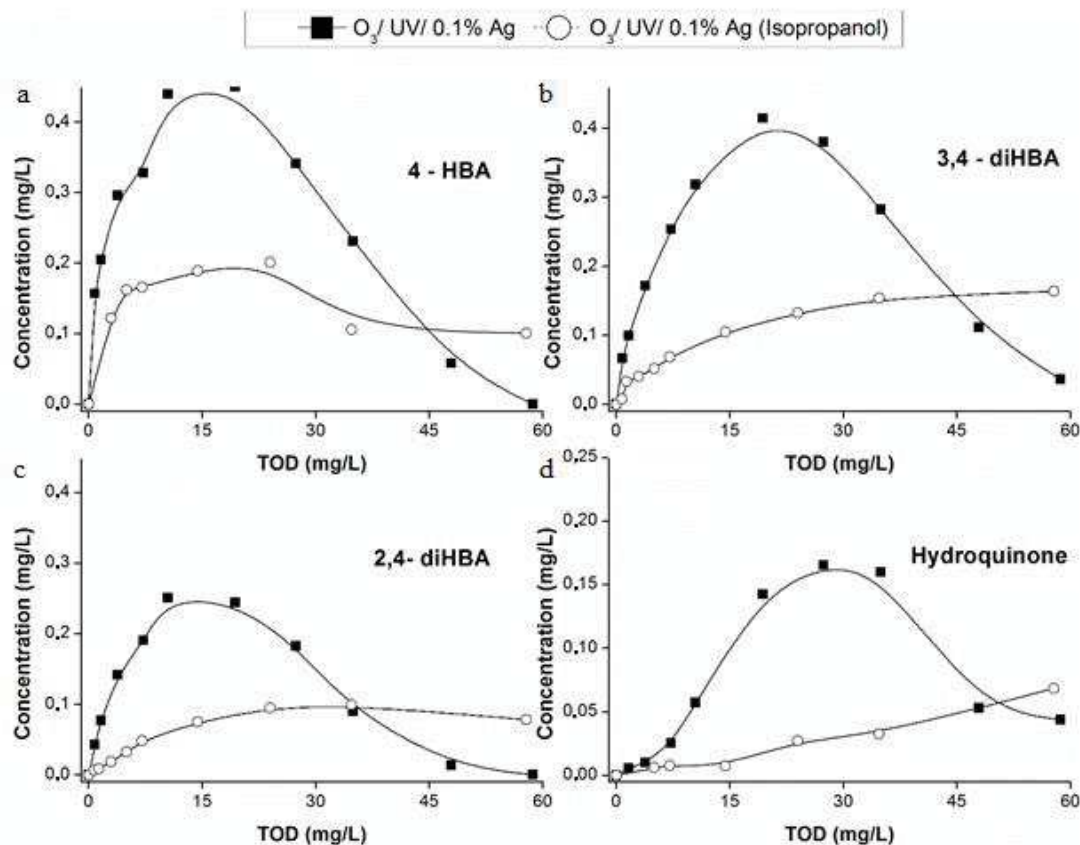 O3/ UV/ 0.1% Ag O3/ UV/ 0.1% Ag (Isopropanol)
a
0,4
0,3
0,2
0,1
0,0
Concentration (mg/L)
4 - HBA
0 15 30 45 60
TOD (mg/L)
b
0,4
0,3
0,2
0,1
0,0
Concentration (mg/L)
3,4 - diHBA
0 15 30 45 60
TOD (mg/L)
c
0,4
0,3
0,2
0,1
0,0
Concentration (mg/L)
2,4- diHBA
0 15 30 45 60
TOD (mg/L)
d
0,25
0,20
0,15
0,10
0,05
0,00
Concentration (mg/L)
Hydroquinone
0 15 30 45 60
TOD (mg/L)